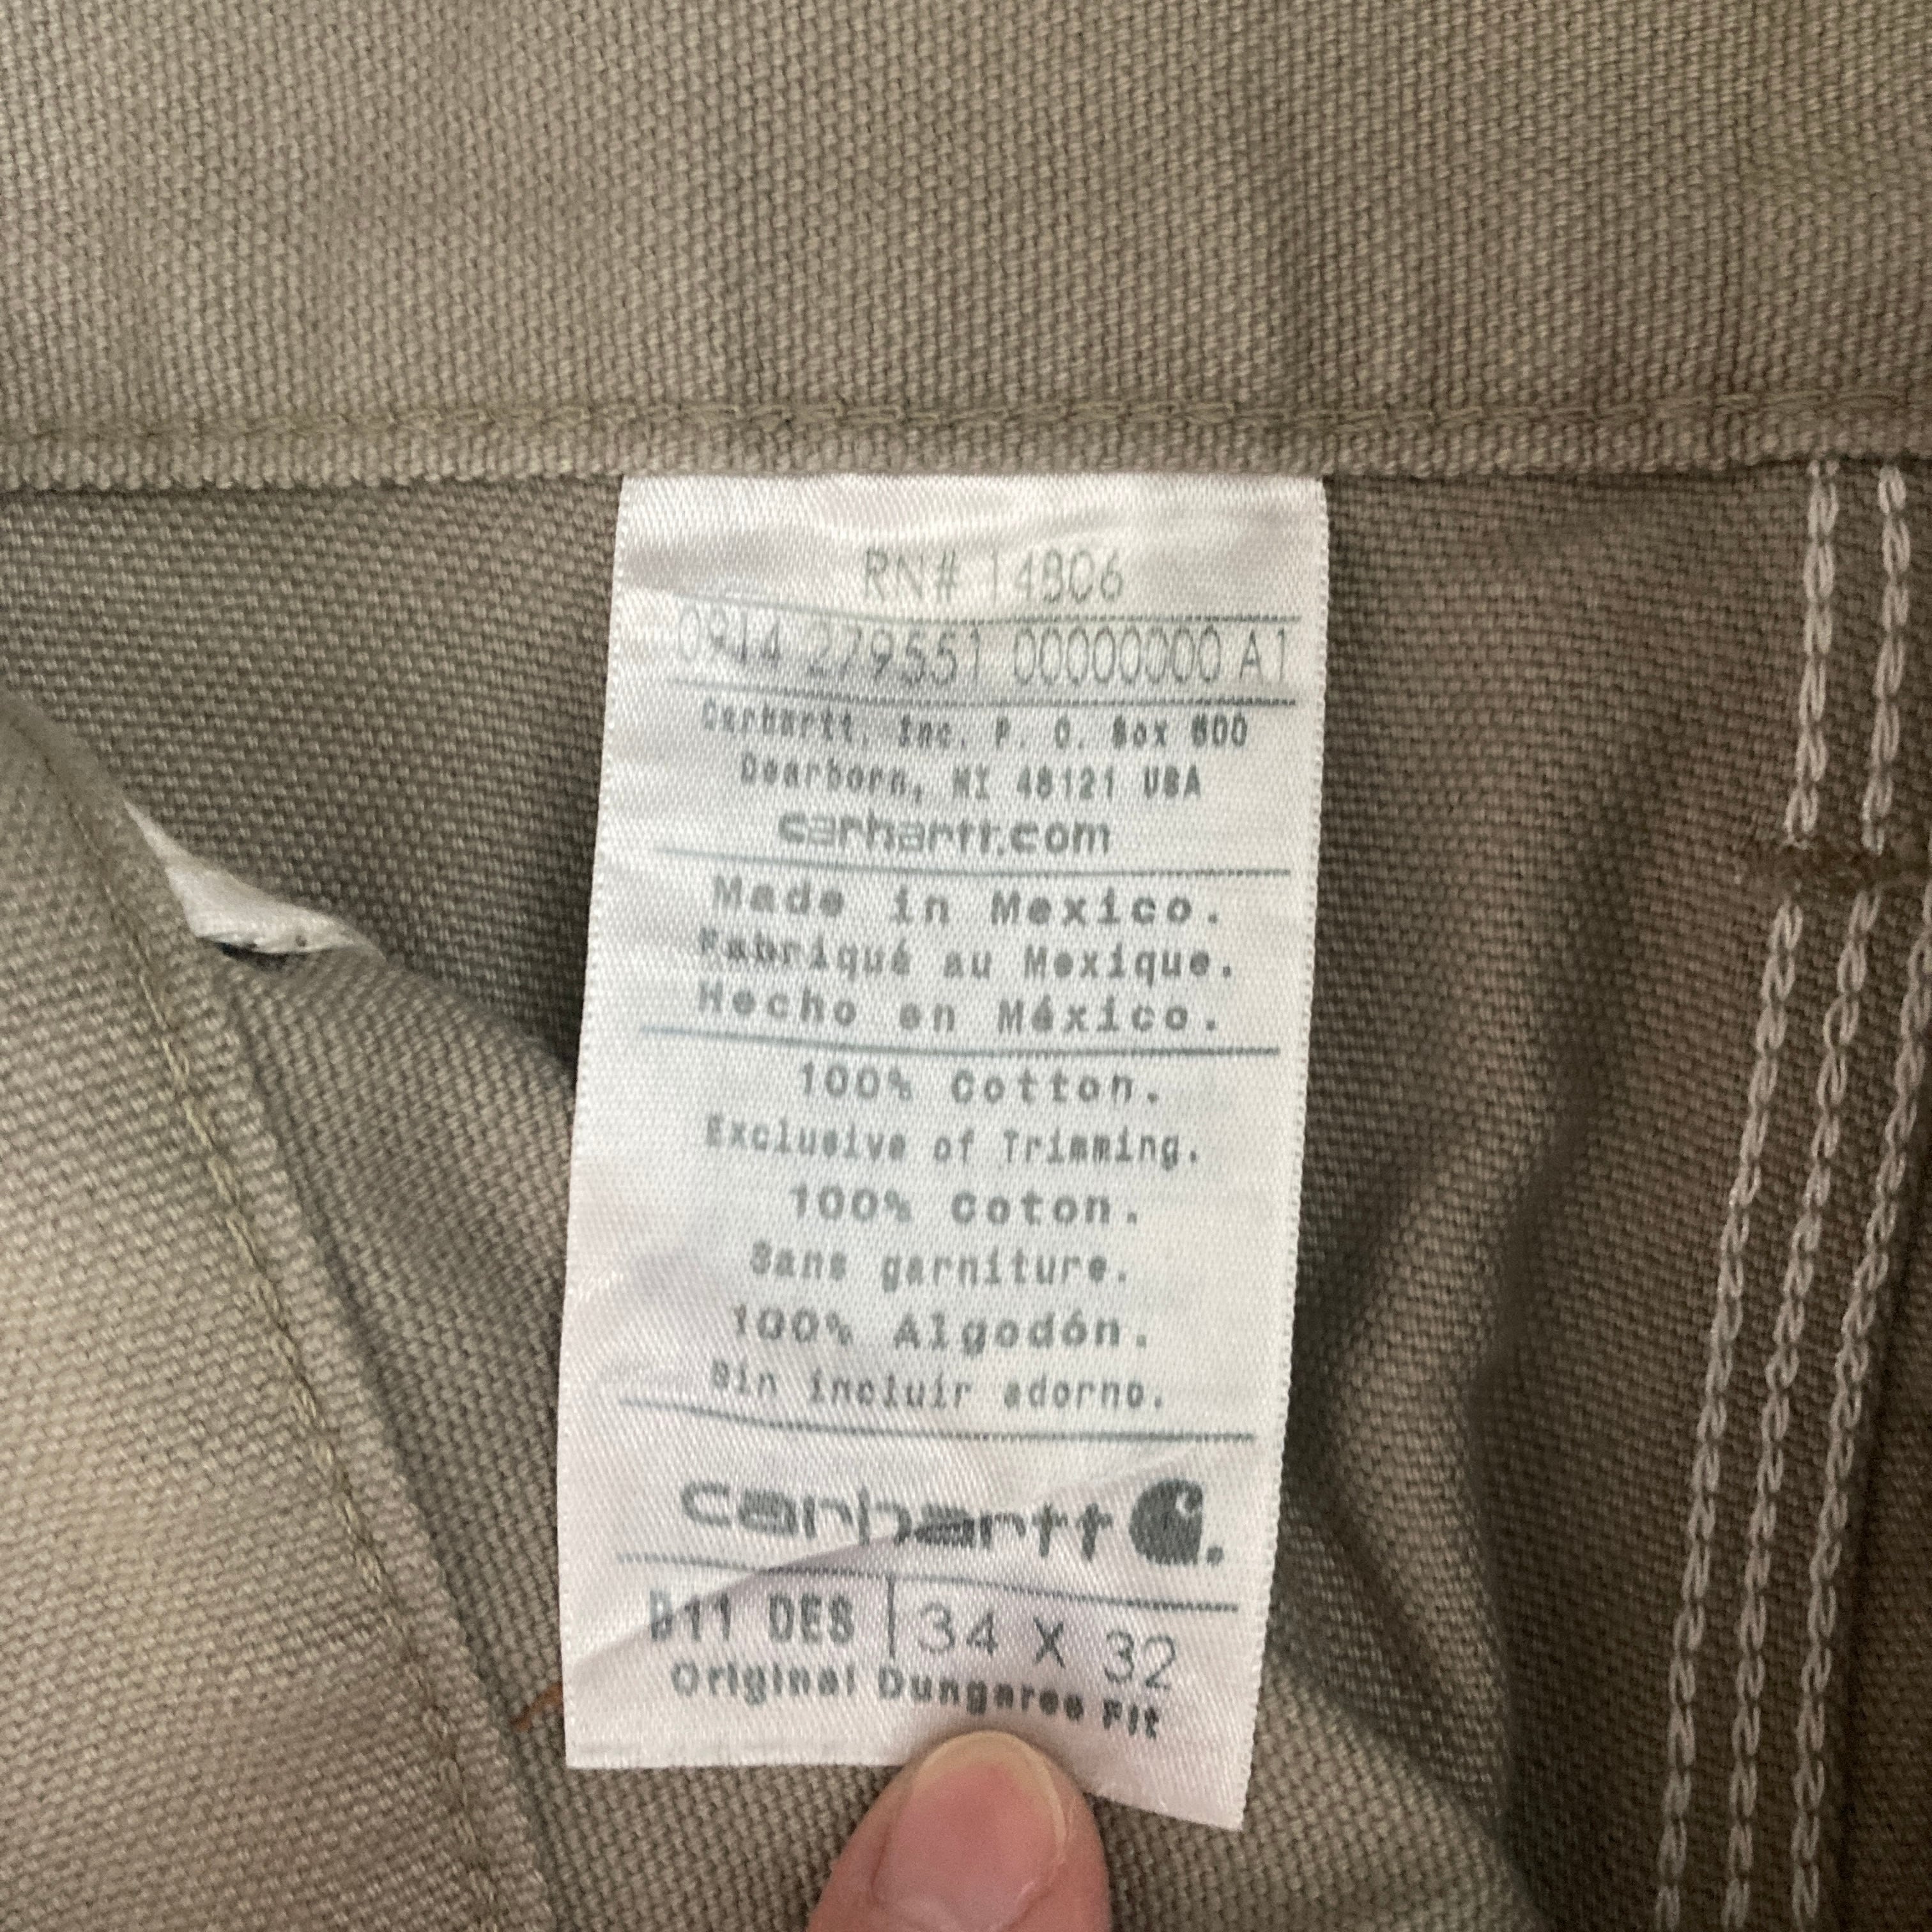 RN# 14806
0914 279551 00000000 A1
Carhartt, Inc. P. O. Box 600
Dearborn, MI 48121 USA
carhartt.com
Made in Mexico.
Fabriqué au Mexique.
Hecho en México.
100% Cotton.
Exclusive of Trimming.
100% Coton.
Sans garniture.
100% Algodón.
Sin incluir adorno.
carhartt
B11 DES | 34 X 32
Original Dungaree Fit